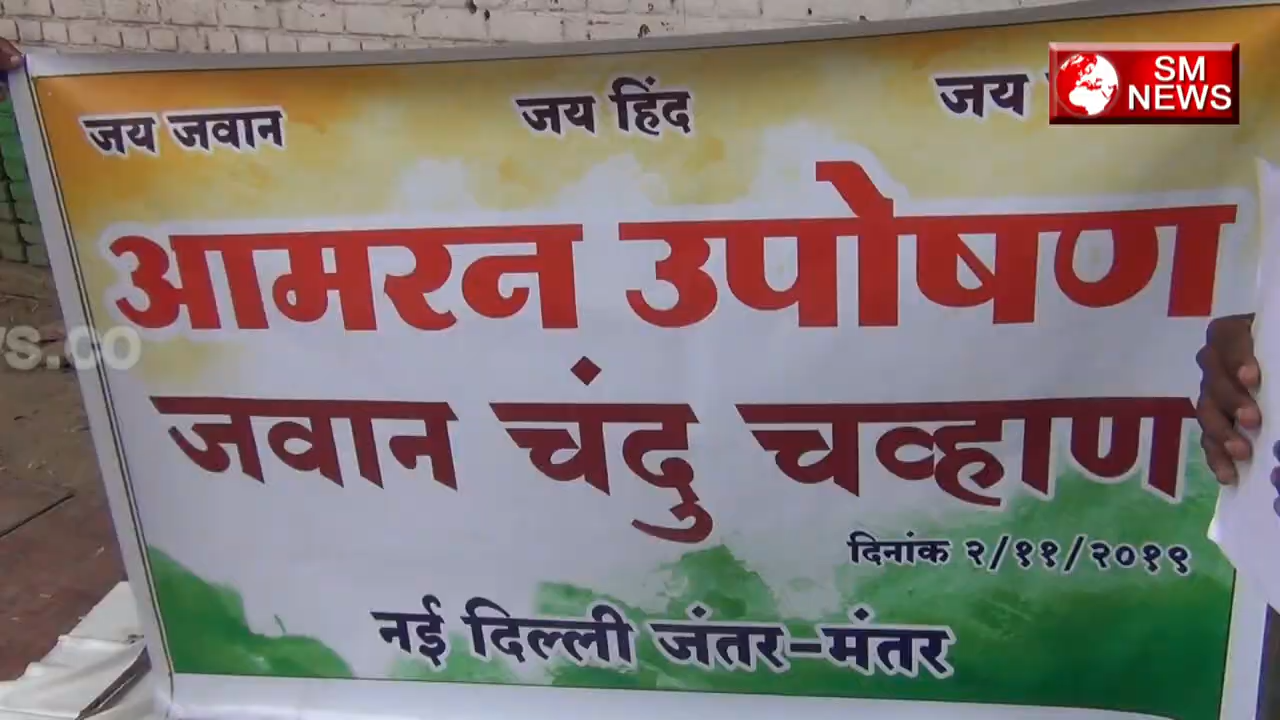 जय जवान जय हिंद जय
SM
NEWS
आमरन उपोषण
जवान चंदु चव्हाण
दिनांक २/११/२०१९
नई दिल्ली जंतर-मंतर